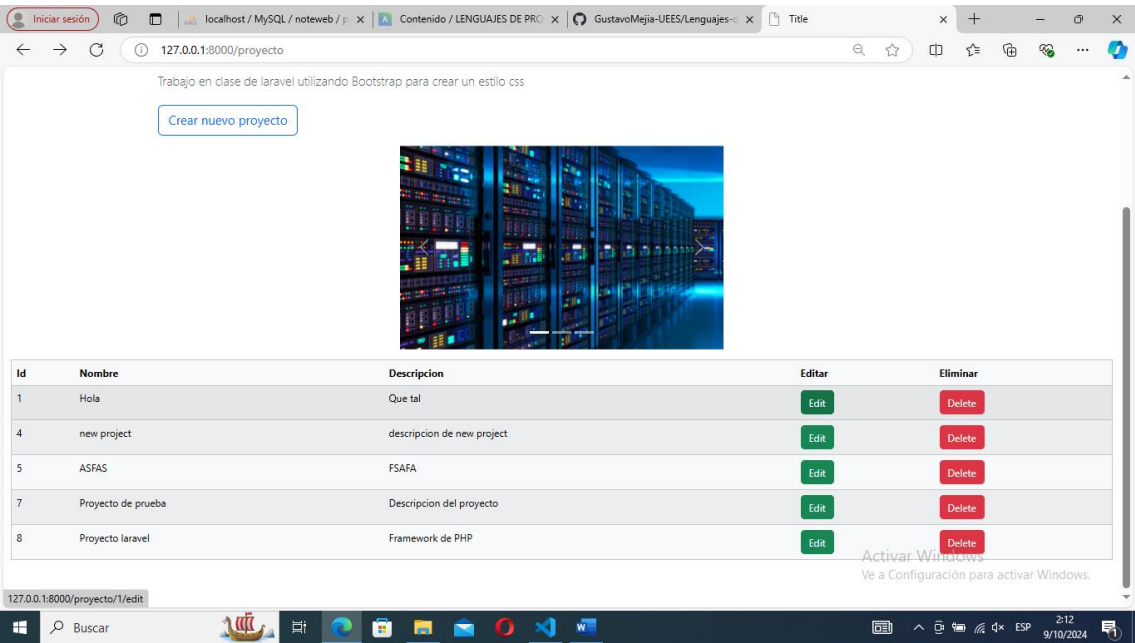 Iniciar sesión
localhost / MySQL / noteweb / p
Contenido / LENGUAJES DE PRO
GustavoMejia-UEES/Lenguajes-d
Title
127.0.0.1:8000/proyecto
Trabajo en clase de laravel utilizando Bootstrap para crear un estilo css
Crear nuevo proyecto
Id Nombre Descripcion Editar Eliminar
1 Hola Que tal Edit Delete
4 new project descripcion de new project Edit Delete
5 ASFAS FSAFA Edit Delete
7 Proyecto de prueba Descripcion del proyecto Edit Delete
8 Proyecto laravel Framework de PHP Edit Delete
Activar Windows
Ve a Configuración para activar Windows.
127.0.0.1:8000/proyecto/1/edit
Buscar
ESP
2:12
9/10/2024